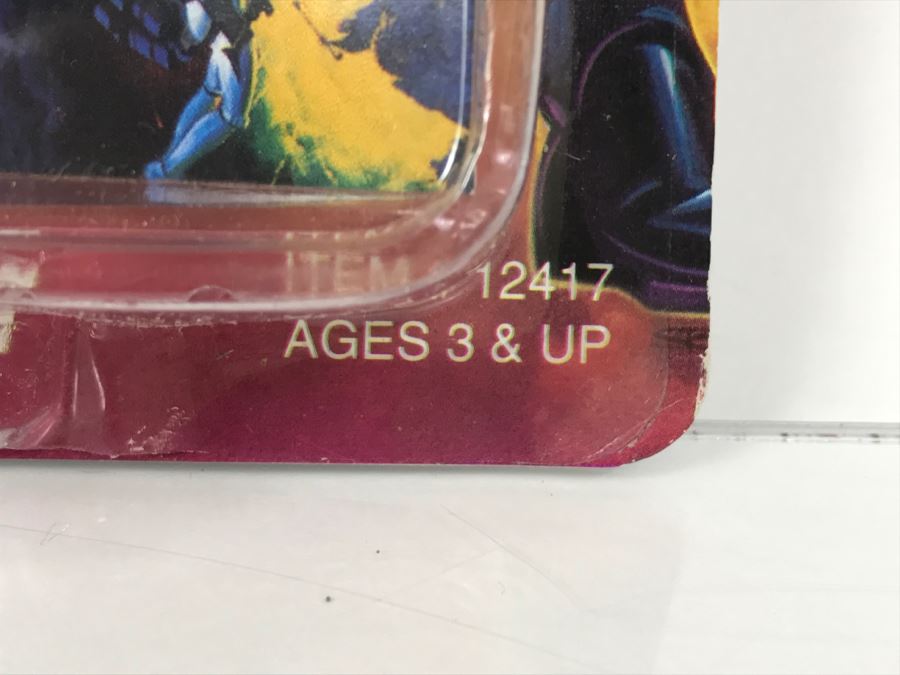 ITEM 12417
AGES 3 & UP